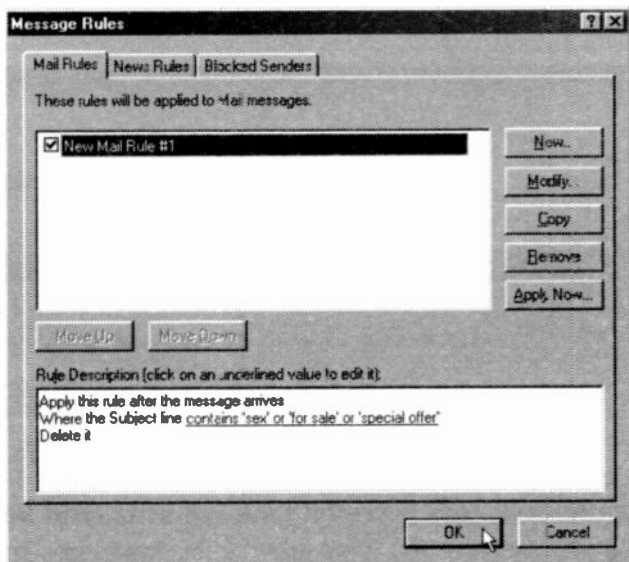 Message Rules
Mail Rules News Rules Blocked Senders
These rules will be applied to Mail messages.
New Mail Rule #1
New...
Modify...
Copy
Remove
Apply Now...
Move Up Move Down
Rule Description (click on an underlined value to edit it):
Apply this rule after the message arrives
Where the Subject line contains 'sex' or 'for sale' or 'special offer'
Delete it
OK Cancel